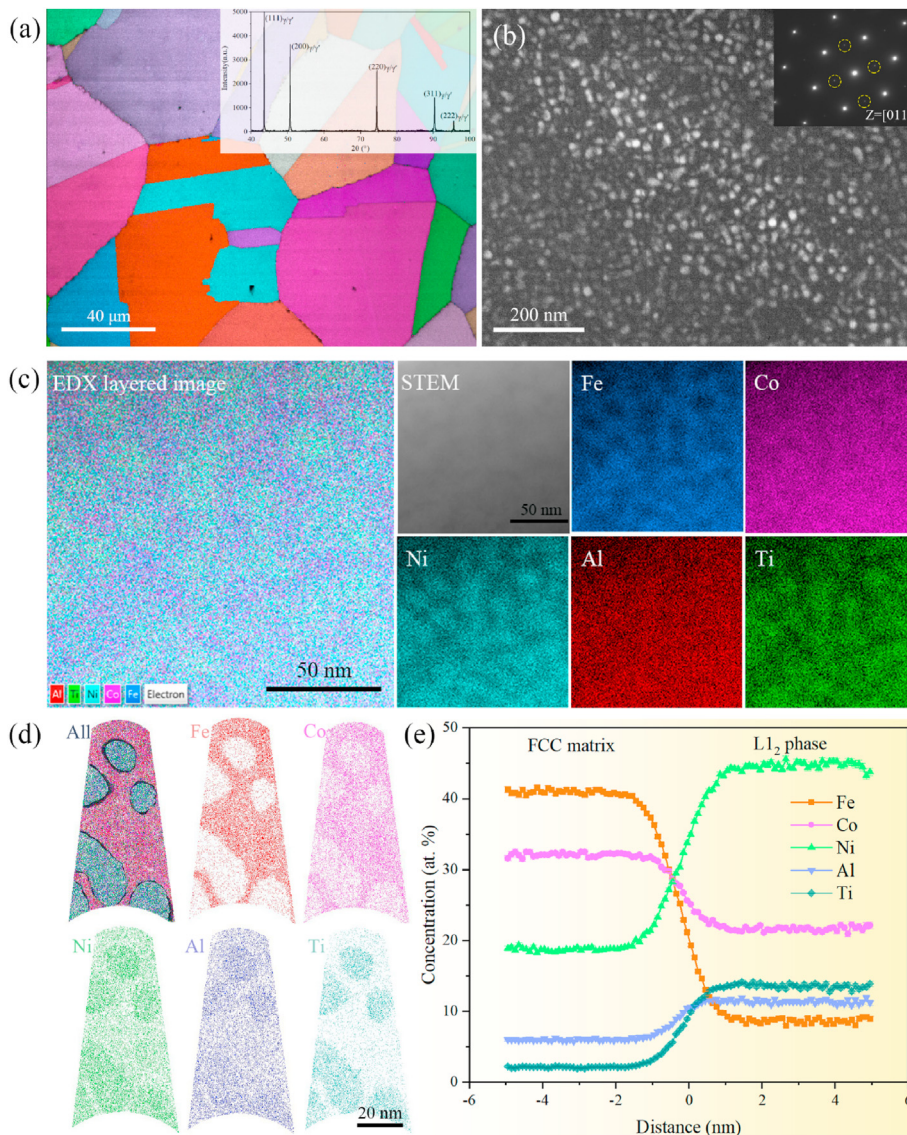 (a)
Intensity(a.u.)
5000
4000
3000
2000
1000
0
(111)γ/γ'
(200)γ/γ'
(220)γ/γ'
(311)γ/γ'
(222)γ/γ'
40 50 60 70 80 90 100
2θ (°)
40 μm
(b)
Z=[011
200 nm
(c)
EDX layered image
Al Ti Ni Co Fe Electron
50 nm
STEM
50 nm
Fe
Co
Ni
Al
Ti
(d)
All
Fe
Co
Ni
Al
Ti
20 nm
(e)
Concentration (at. %)
50
40
30
20
10
0
FCC matrix
L1₂ phase
Fe
Co
Ni
Al
Ti
-6 -4 -2 0 2 4 6
Distance (nm)